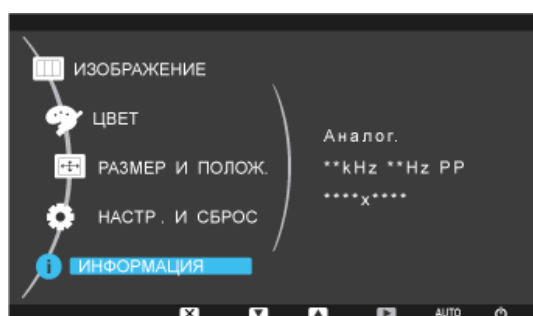 ИЗОБРАЖЕНИЕ
ЦВЕТ
РАЗМЕР И ПОЛОЖ.
НАСТР. И СБРОС
ИНФОРМАЦИЯ
Аналог.
**kHz **Hz PP
****x****
AUTO